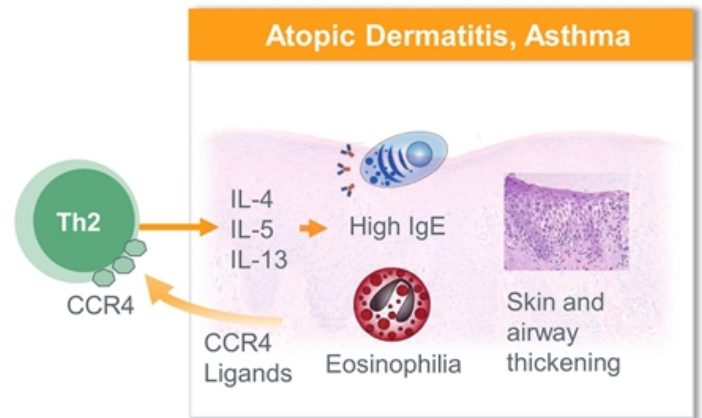 Atopic Dermatitis, Asthma
Th2
CCR4
IL-4
IL-5
IL-13
High IgE
CCR4
Ligands
Eosinophilia
Skin and
airway
thickening